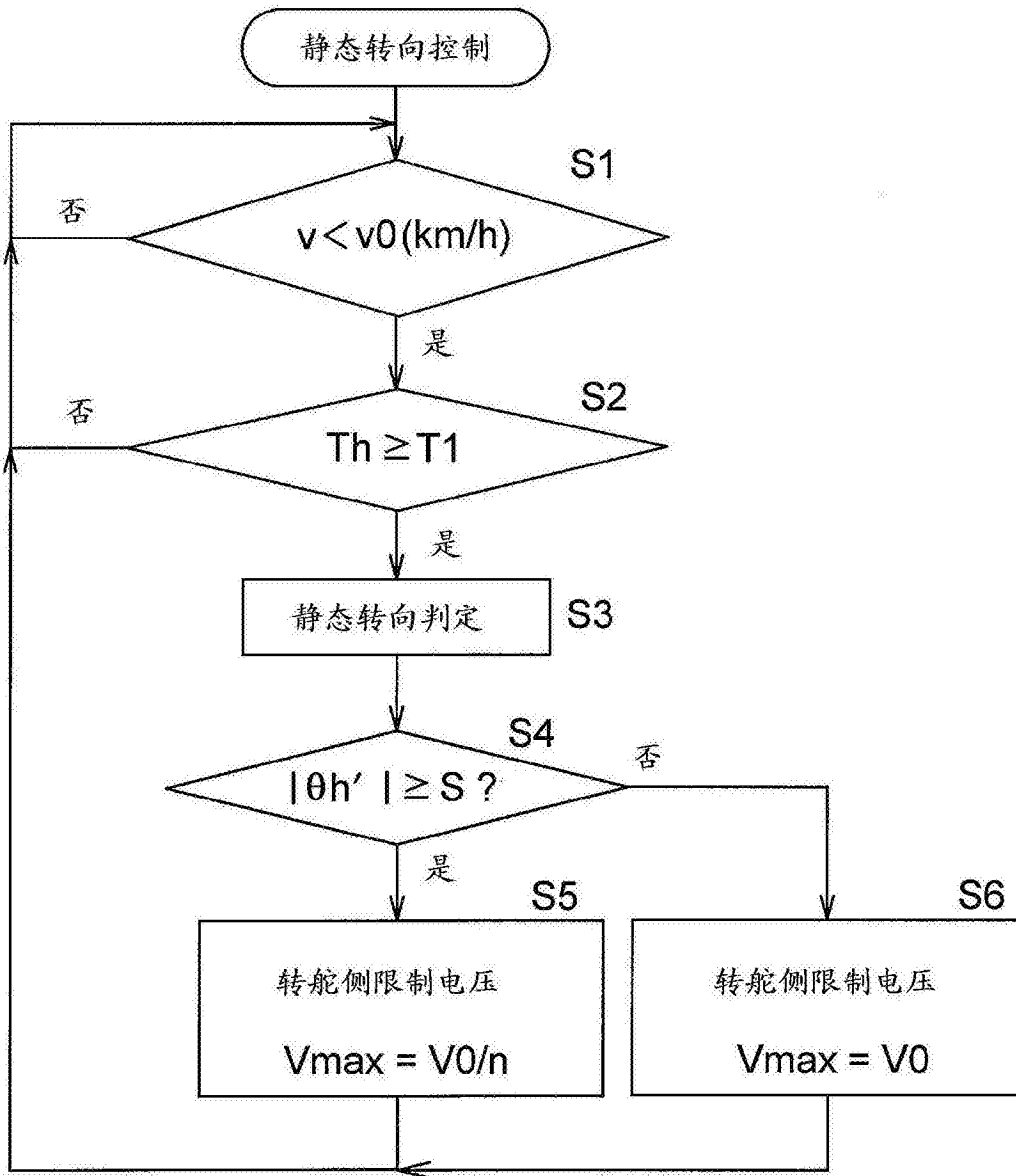 静态转向控制
S1
否
v<v0(km/h)
是
S2
否
Th≥T1
是
静态转向判定
S3
S4
否
|θh′|≥S?
是
S5
转舵侧限制电压
Vmax = V0/n
S6
转舵侧限制电压
Vmax = V0